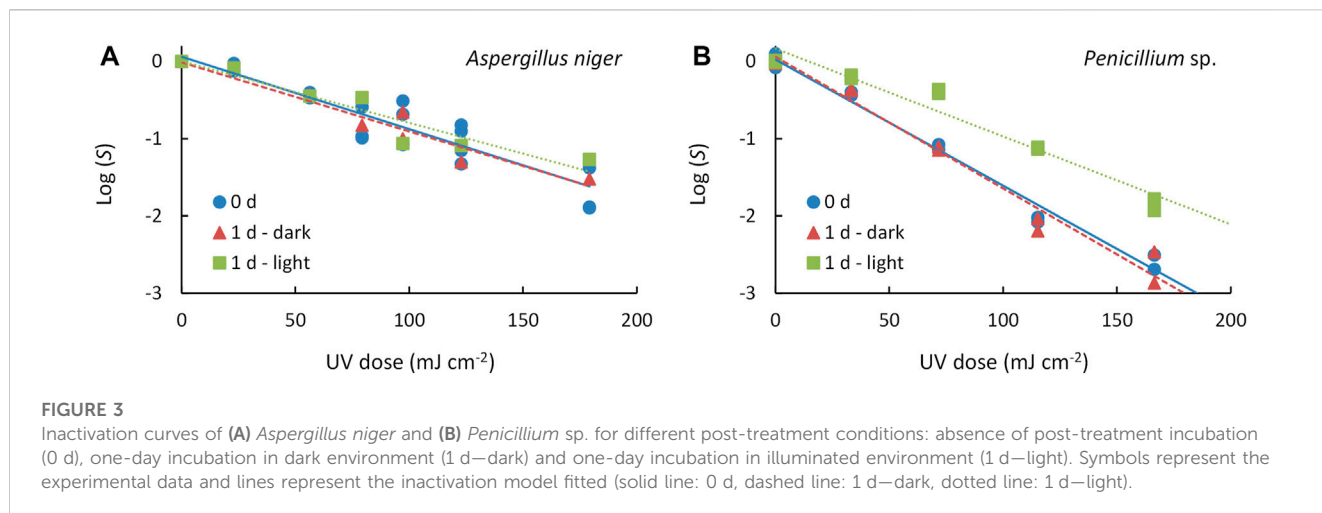 A
Aspergillus niger
0
-1
-2
-3
Log (S)
0 d
1 d - dark
1 d - light
0 50 100 150 200
UV dose (mJ cm-2)
B
Penicillium sp.
0
-1
-2
-3
Log (S)
0 d
1 d - dark
1 d - light
0 50 100 150 200
UV dose (mJ cm-2)
FIGURE 3
Inactivation curves of (A) Aspergillus niger and (B) Penicillium sp. for different post-treatment conditions: absence of post-treatment incubation
(0 d), one-day incubation in dark environment (1 d—dark) and one-day incubation in illuminated environment (1 d—light). Symbols represent the
experimental data and lines represent the inactivation model fitted (solid line: 0 d, dashed line: 1 d—dark, dotted line: 1 d—light).